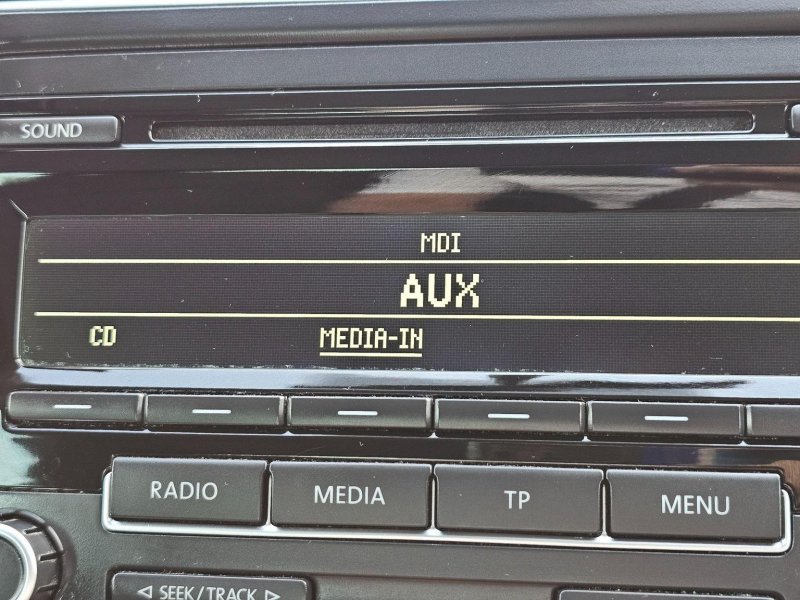 SOUND
MDI
AUX
CD MEDIA-IN
RADIO MEDIA TP MENU
SEEK/TRACK